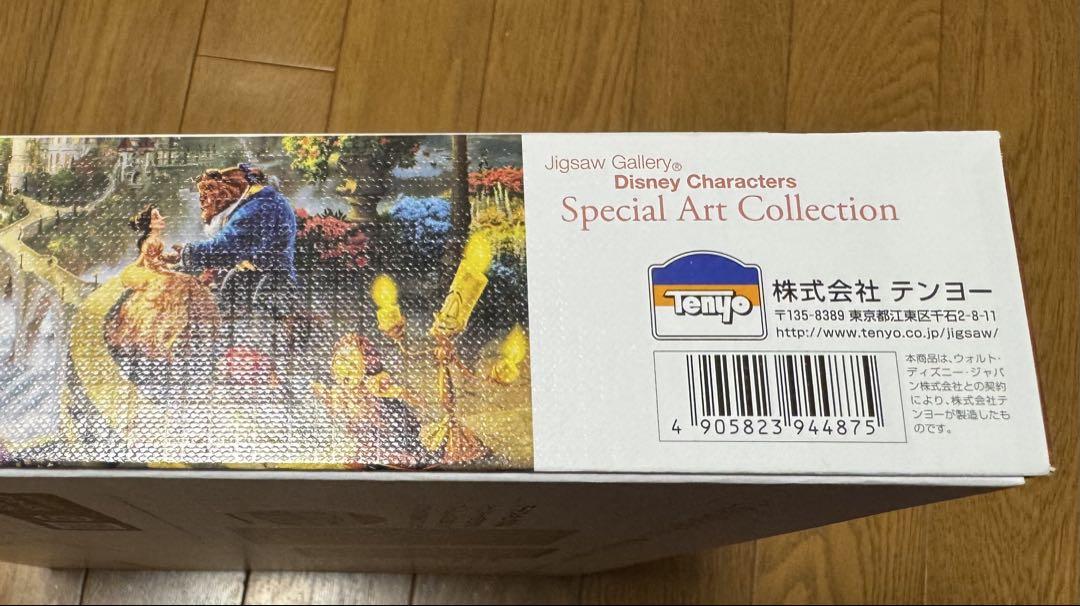 Jigsaw Gallery®
Disney Characters
Special Art Collection
Tenyo
株式会社 テンヨー
〒135-8389 東京都江東区千石2-8-11
http://www.tenyo.co.jp/jigsaw/
本商品は、ウォルト・
ディズニー・ジャパ
ン株式会社との契約
により、株式会社テ
ンヨーが製造したも
のです。
4 905823 944875